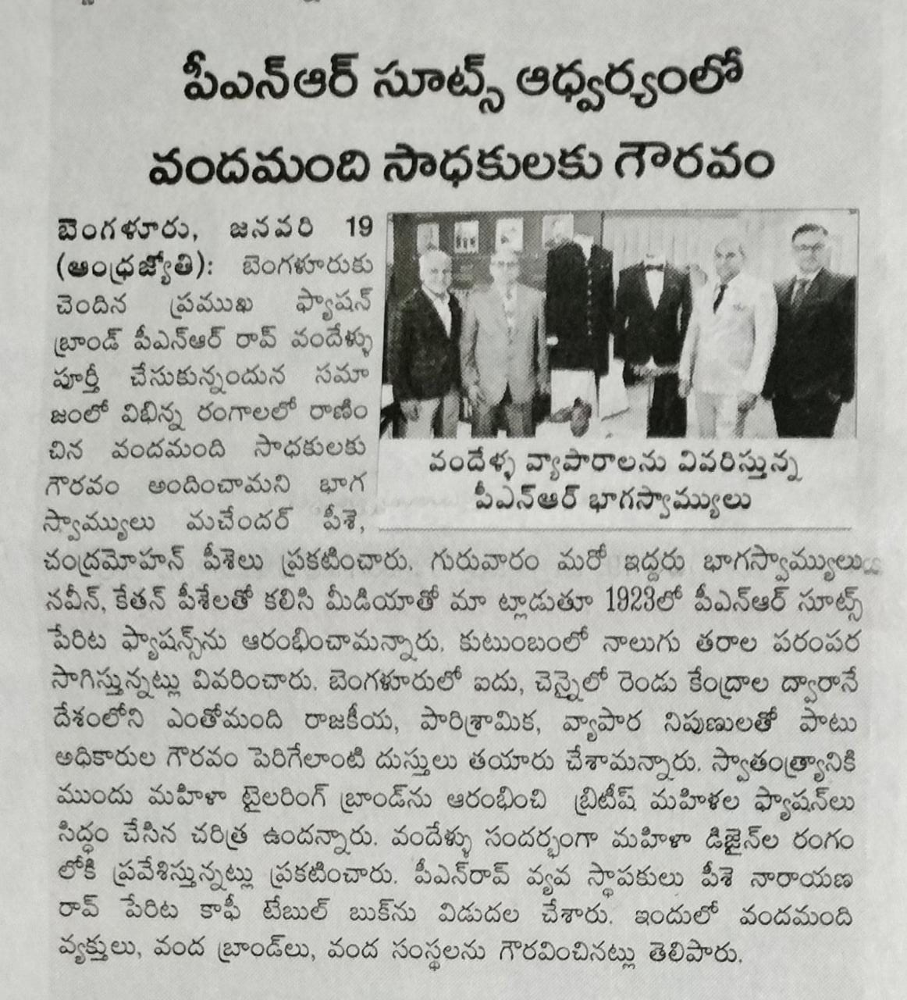 పీఎన్ఆర్ సూట్స్ ఆధ్వర్యంలో
వందమంది సాధకులకు గౌరవం
బెంగళూరు, జనవరి 19
(ఆంధ్రజ్యోతి): బెంగళూరుకు
చెందిన ప్రముఖ ఫ్యాషన్
బ్రాండ్ పీఎన్ఆర్ రావ్ వందేళ్ళు
పూర్తి చేసుకున్నందున సమా
జంలో విభిన్న రంగాలలో రాణిం
చిన వందమంది సాధకులకు
గౌరవం అందించామని భాగ
స్వామ్యులు మచేందర్ పీశె,
వందేళ్ళ వ్యాపారాలను వివరిస్తున్న
పీఎన్ఆర్ భాగస్వామ్యులు
చంద్రమోహన్ పీశెలు ప్రకటించారు. గురువారం మరో ఇద్దరు భాగస్వామ్యులు
నవీన్, కేతన్ పీశేలతో కలిసి మీడియాతో మా ట్లాడుతూ 1923లో పీఎన్ఆర్ సూట్స్
పేరిట ఫ్యాషన్స్‌ను ఆరంభించామన్నారు. కుటుంబంలో నాలుగు తరాల పరంపర
సాగిస్తున్నట్లు వివరించారు. బెంగళూరులో ఐదు, చెన్నైలో రెండు కేంద్రాల ద్వారానే
దేశంలోని ఎంతోమంది రాజకీయ, పారిశ్రామిక, వ్యాపార నిపుణులతో పాటు
అధికారుల గౌరవం పెరిగేలాంటి దుస్తులు తయారు చేశామన్నారు. స్వాతంత్ర్యానికి
ముందు మహిళా టైలరింగ్ బ్రాండ్‌ను ఆరంభించి బ్రిటీష్ మహిళల ఫ్యాషన్‌లు
సిద్ధం చేసిన చరిత్ర ఉందన్నారు. వందేళ్ళు సందర్భంగా మహిళా డిజైన్‌ల రంగం
లోకి ప్రవేశిస్తున్నట్లు ప్రకటించారు. పీఎన్‌రావ్ వ్యవ స్థాపకులు పీశె నారాయణ
రావ్ పేరిట కాఫీ టేబుల్ బుక్‌ను విడుదల చేశారు. ఇందులో వందమంది
వ్యక్తులు, వంద బ్రాండ్‌లు, వంద సంస్థలను గౌరవించినట్లు తెలిపారు.